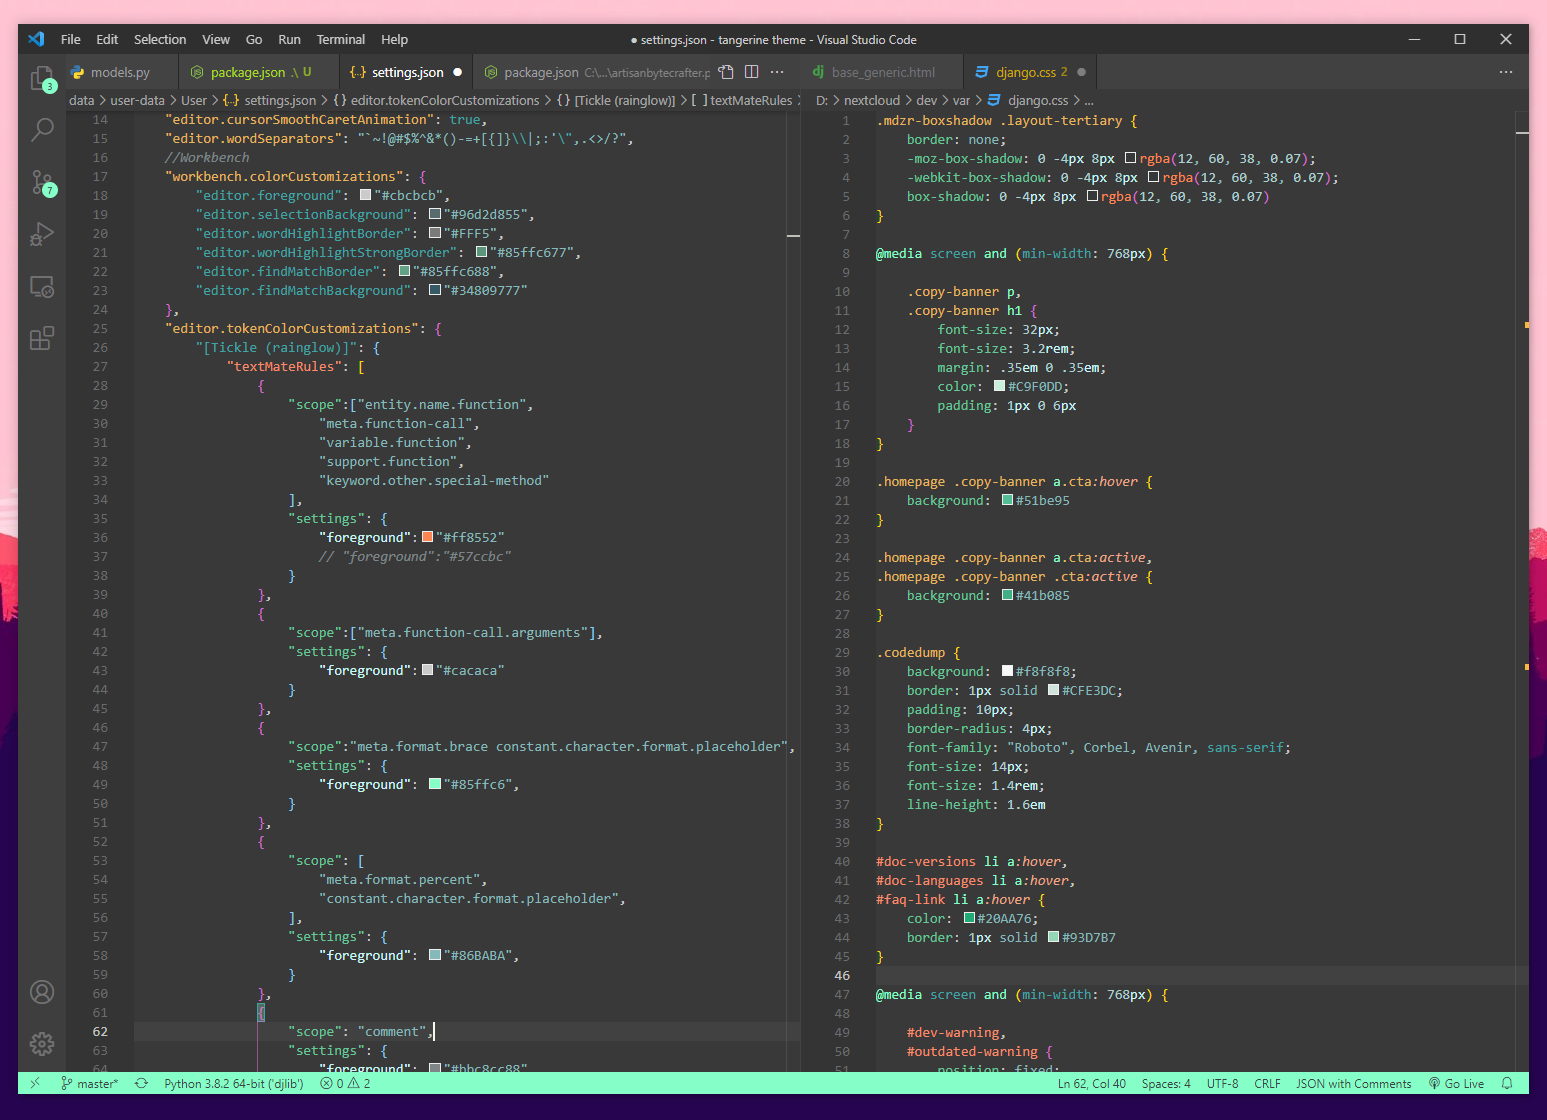 File Edit Selection View Go Run Terminal Help
● settings.json - tangerine theme - Visual Studio Code
models.py
package.json .\ U
{..} settings.json ●
package.json C:\...\artisanbytecrafter.p
dj base_generic.html
django.css 2 ●
data > user-data > User > {..} settings.json > {} editor.tokenColorCustomizations > {} [Tickle (rainglow)] > [ ] textMateRules >
14 "editor.cursorSmoothCaretAnimation": true,
15 "editor.wordSeparators": "`~!@#$%^&*()-=+[{]}\\|;:'\",.<>/?",
16 //Workbench
17 "workbench.colorCustomizations": {
18 "editor.foreground": "#cbcbcb",
19 "editor.selectionBackground": "#96d2d855",
20 "editor.wordHighlightBorder": "#FFF5",
21 "editor.wordHighlightStrongBorder": "#85ffc677",
22 "editor.findMatchBorder": "#85ffc688",
23 "editor.findMatchBackground": "#34809777"
24 },
25 "editor.tokenColorCustomizations": {
26 "[Tickle (rainglow)]": {
27 "textMateRules": [
28 {
29 "scope":["entity.name.function",
30 "meta.function-call",
31 "variable.function",
32 "support.function",
33 "keyword.other.special-method"
34 ],
35 "settings": {
36 "foreground": "#ff8552"
37 // "foreground":"#57ccbc"
38 }
39 },
40 {
41 "scope":["meta.function-call.arguments"],
42 "settings": {
43 "foreground": "#cacaca"
44 }
45 },
46 {
47 "scope":"meta.format.brace constant.character.format.placeholder",
48 "settings": {
49 "foreground": "#85ffc6",
50 }
51 },
52 {
53 "scope": [
54 "meta.format.percent",
55 "constant.character.format.placeholder",
56 ],
57 "settings": {
58 "foreground": "#86BABA",
59 }
60 },
61 {
62 "scope": "comment",
63 "settings": {
64 "foreground": "#bbc8cc88"
D: > nextcloud > dev > var > django.css > ...
1 .mdzr-boxshadow .layout-tertiary {
2 border: none;
3 -moz-box-shadow: 0 -4px 8px rgba(12, 60, 38, 0.07);
4 -webkit-box-shadow: 0 -4px 8px rgba(12, 60, 38, 0.07);
5 box-shadow: 0 -4px 8px rgba(12, 60, 38, 0.07)
6 }
7
8 @media screen and (min-width: 768px) {
9
10 .copy-banner p,
11 .copy-banner h1 {
12 font-size: 32px;
13 font-size: 3.2rem;
14 margin: .35em 0 .35em;
15 color: #C9F0DD;
16 padding: 1px 0 6px
17 }
18 }
19
20 .homepage .copy-banner a.cta:hover {
21 background: #51be95
22 }
23
24 .homepage .copy-banner a.cta:active,
25 .homepage .copy-banner .cta:active {
26 background: #41b085
27 }
28
29 .codedump {
30 background: #f8f8f8;
31 border: 1px solid #CFE3DC;
32 padding: 10px;
33 border-radius: 4px;
34 font-family: "Roboto", Corbel, Avenir, sans-serif;
35 font-size: 14px;
36 font-size: 1.4rem;
37 line-height: 1.6em
38 }
39
40 #doc-versions li a:hover,
41 #doc-languages li a:hover,
42 #faq-link li a:hover {
43 color: #20AA76;
44 border: 1px solid #93D7B7
45 }
46
47 @media screen and (min-width: 768px) {
48
49 #dev-warning,
50 #outdated-warning {
51 position: fixed;
3
7
master* Python 3.8.2 64-bit ('djlib') 0 2
Ln 62, Col 40 Spaces: 4 UTF-8 CRLF JSON with Comments Go Live